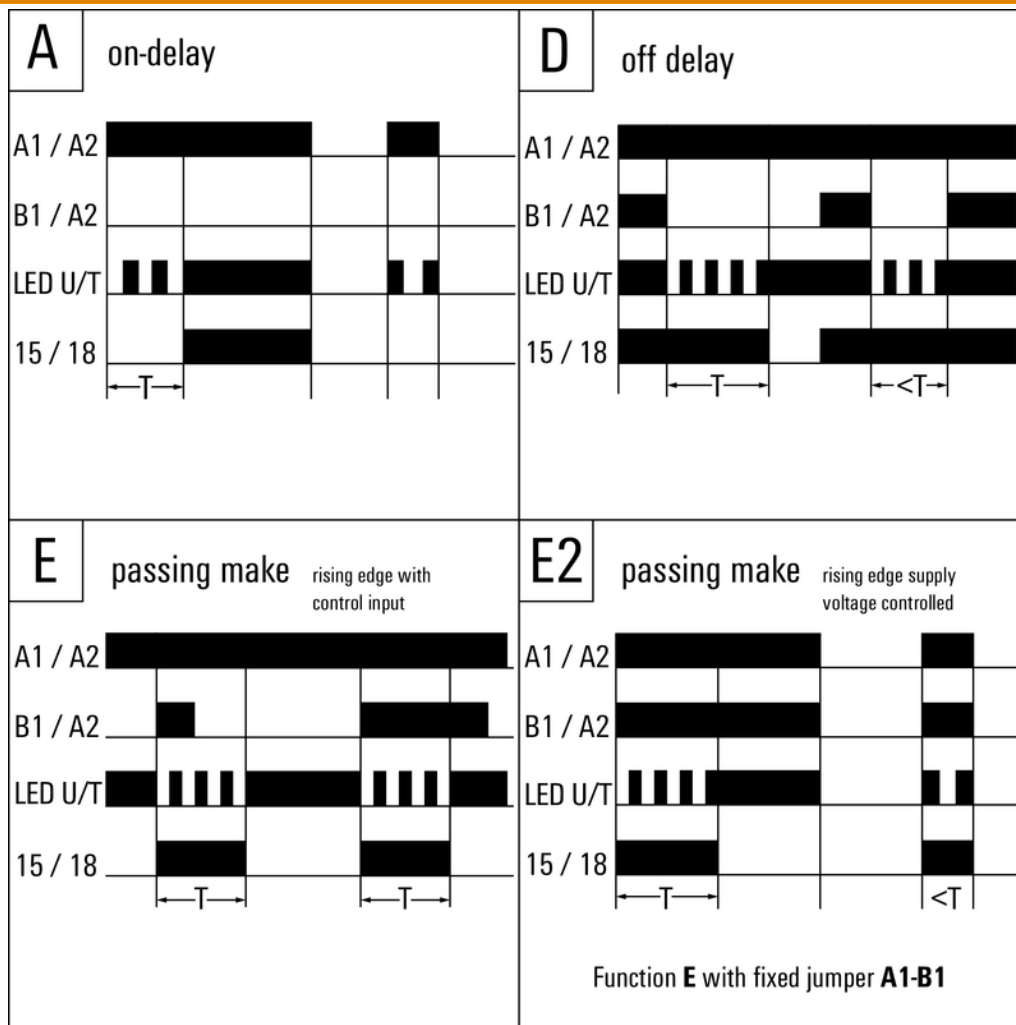 A on-delay
A1 / A2
B1 / A2
LED U/T
15 / 18
T
D off delay
A1 / A2
B1 / A2
LED U/T
15 / 18
T <T
E passing make rising edge with
control input
A1 / A2
B1 / A2
LED U/T
15 / 18
T T
E2 passing make rising edge supply
voltage controlled
A1 / A2
B1 / A2
LED U/T
15 / 18
T <T
Function E with fixed jumper A1-B1